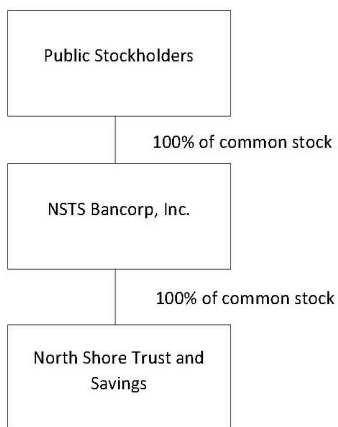 Public Stockholders
100% of common stock
NSTS Bancorp, Inc.
100% of common stock
North Shore Trust and
Savings